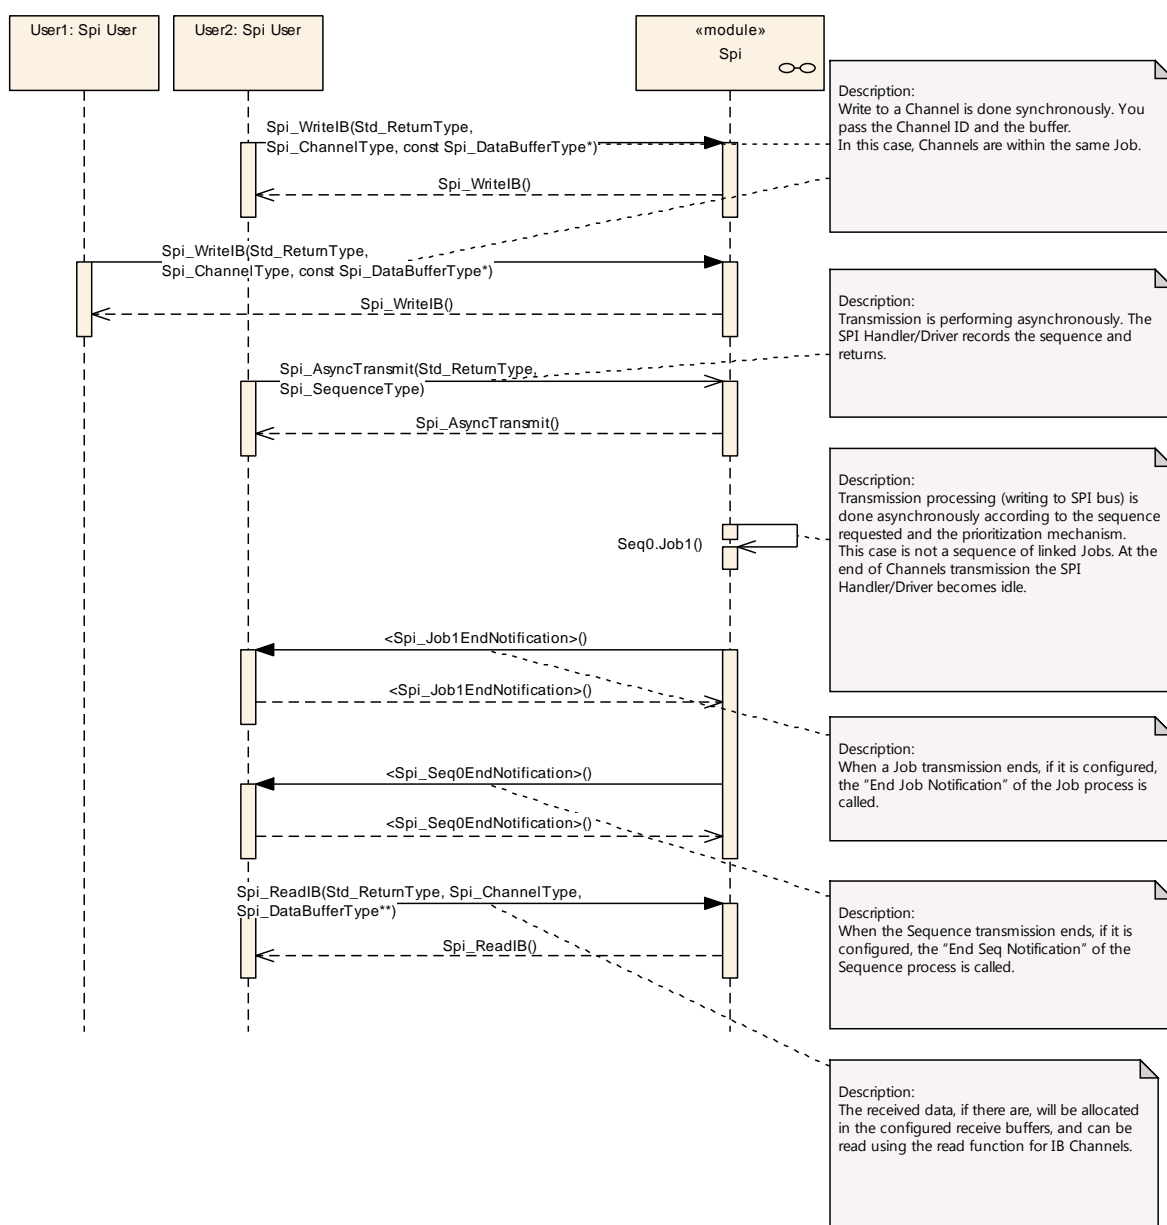 User1: Spi User
User2: Spi User
«module»
Spi
Description:
Write to a Channel is done synchronously. You
pass the Channel ID and the buffer.
In this case, Channels are within the same Job.
Spi_WriteIB(Std_ReturnType,
Spi_ChannelType, const Spi_DataBufferType*)
Spi_WriteIB()
Spi_WriteIB(Std_ReturnType,
Spi_ChannelType, const Spi_DataBufferType*)
Spi_WriteIB()
Description:
Transmission is performing asynchronously. The
SPI Handler/Driver records the sequence and
returns.
Spi_AsyncTransmit(Std_ReturnType,
Spi_SequenceType)
Spi_AsyncTransmit()
Description:
Transmission processing (writing to SPI bus) is
done asynchronously according to the sequence
requested and the prioritization mechanism.
This case is not a sequence of linked Jobs. At the
end of Channels transmission the SPI
Handler/Driver becomes idle.
Seq0.Job1()
<Spi_Job1EndNotification>()
<Spi_Job1EndNotification>()
Description:
When a Job transmission ends, if it is configured,
the “End Job Notification” of the Job process is
called.
<Spi_Seq0EndNotification>()
<Spi_Seq0EndNotification>()
Spi_ReadIB(Std_ReturnType, Spi_ChannelType,
Spi_DataBufferType**)
Spi_ReadIB()
Description:
When the Sequence transmission ends, if it is
configured, the “End Seq Notification” of the
Sequence process is called.
Description:
The received data, if there are, will be allocated
in the configured receive buffers, and can be
read using the read function for IB Channels.